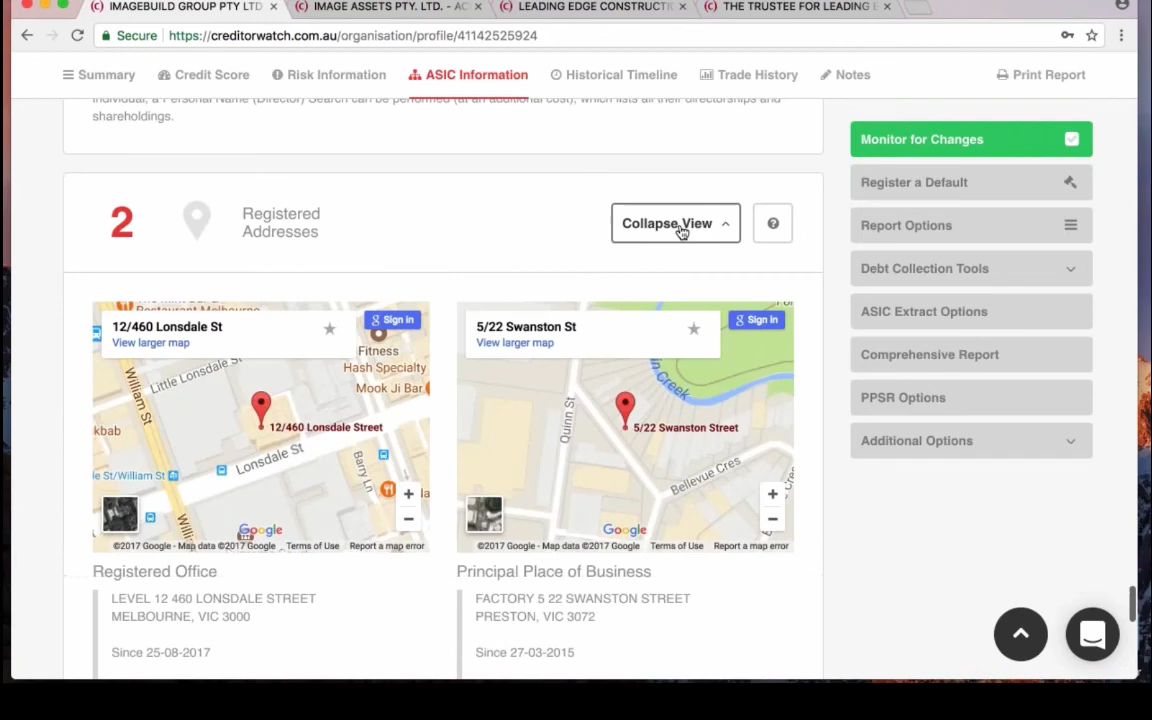 IMAGEBUILD GROUP PTY LTD
IMAGE ASSETS PTY. LTD. - AC
LEADING EDGE CONSTRUCTI
THE TRUSTEE FOR LEADING E
Secure
https://creditorwatch.com.au/organisation/profile/41142525924
Summary
Credit Score
Risk Information
ASIC Information
Historical Timeline
Trade History
Notes
Print Report
individual, a Personal Name (Director) Search can be performed (at an additional cost), which lists all their directorships and
shareholdings.
2
Registered
Addresses
Collapse View
Monitor for Changes
Register a Default
Report Options
Debt Collection Tools
ASIC Extract Options
Comprehensive Report
PPSR Options
Additional Options
12/460 Lonsdale St
View larger map
Sign in
Restaurant Melbourne
Fitness
Hash Specialty
Mook Ji Bar
Little Lonsdale S
William St
12/460 Lonsdale Street
kbab
Lonsdale St
Barry Ln
le St/William St
Google
©2017 Google - Map data ©2017 Google
Terms of Use
Report a map error
5/22 Swanston St
View larger map
Sign in
Creek
Quinn St
5/22 Swanston Street
Bellevue Cres
Google
©2017 Google - Map data ©2017 Google
Terms of Use
Report a map error
Registered Office
LEVEL 12 460 LONSDALE STREET
MELBOURNE, VIC 3000
Since 25-08-2017
Principal Place of Business
FACTORY 5 22 SWANSTON STREET
PRESTON, VIC 3072
Since 27-03-2015